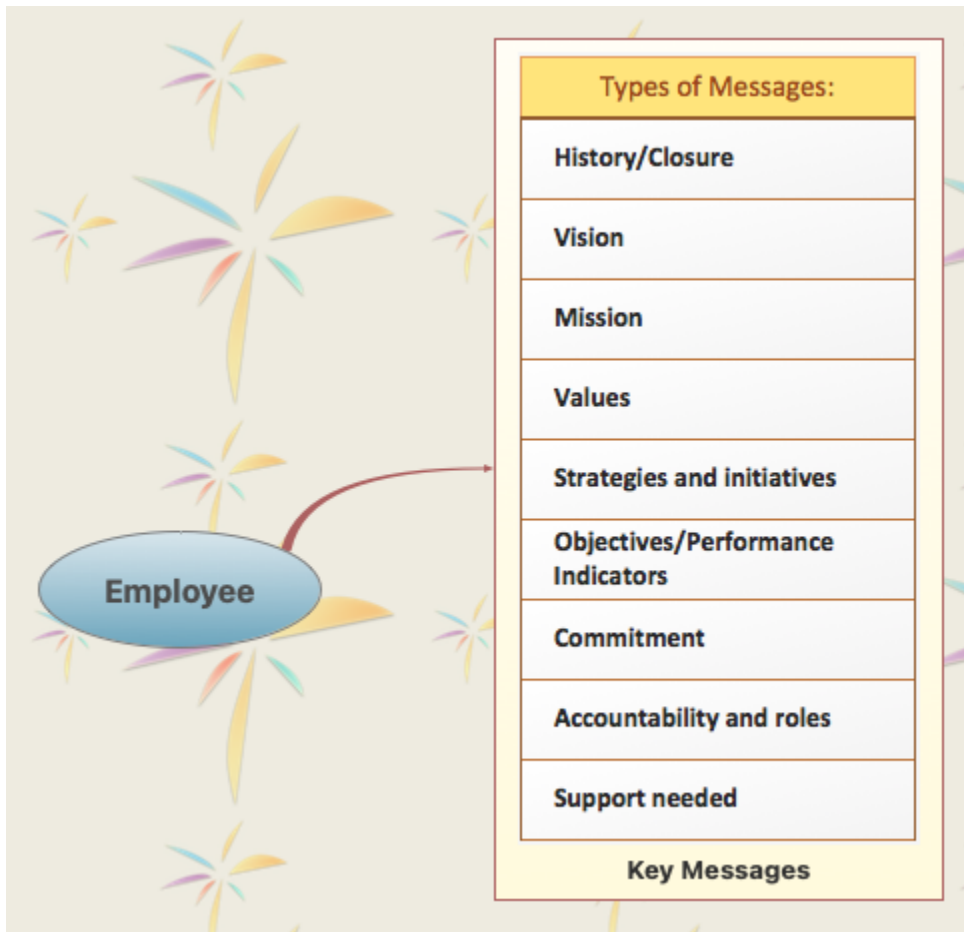 Types of Messages:
History/Closure
Vision
Mission
Values
Strategies and initiatives
Objectives/Performance
Indicators
Commitment
Accountability and roles
Support needed
Key Messages
Employee